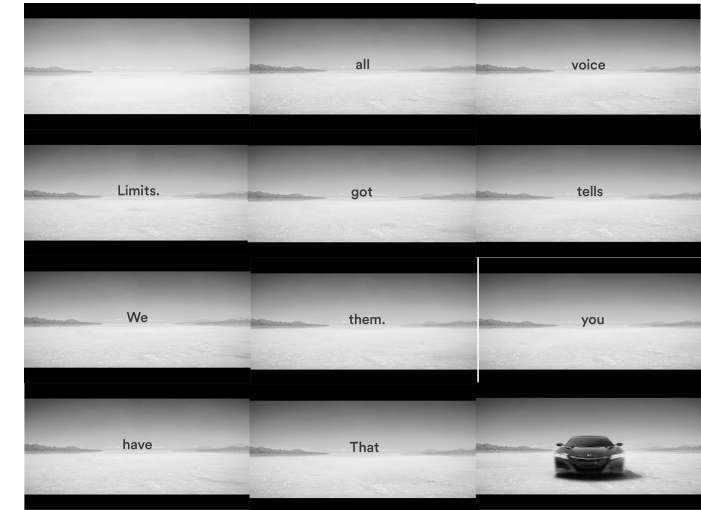 Limits.
We
have
all
got
them.
That
voice
tells
you